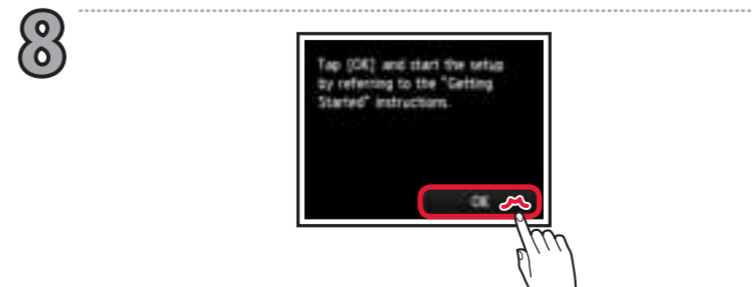 8
Tap [OK] and start the setup
by referring to the "Getting
Started" instructions.
OK